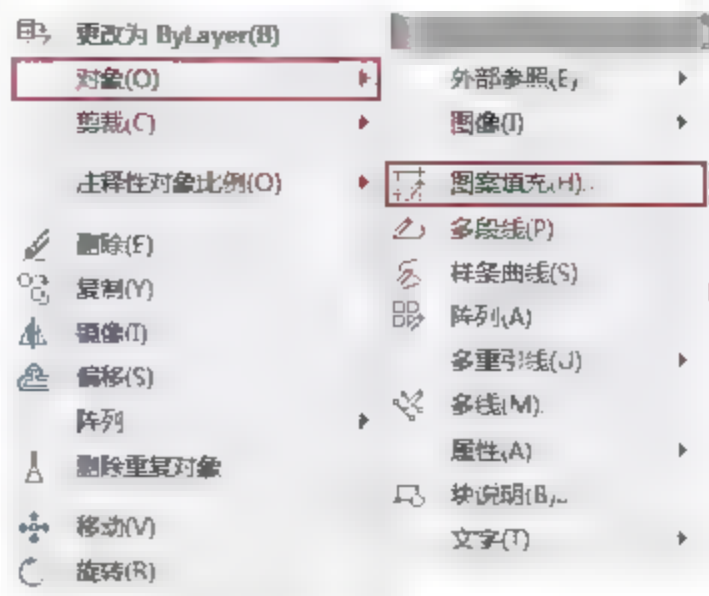 更改为 ByLayer(B)
对象(O)
剪裁(C)
注释性对象比例(O)
删除(E)
复制(Y)
镜像(I)
偏移(S)
阵列
删除重复对象
移动(V)
旋转(R)
外部参照(E)
图像(I)
图案填充(H)...
多段线(P)
样条曲线(S)
阵列(A)
多重引线(U)
多线(M)...
属性(A)
块说明(B)...
文字(T)